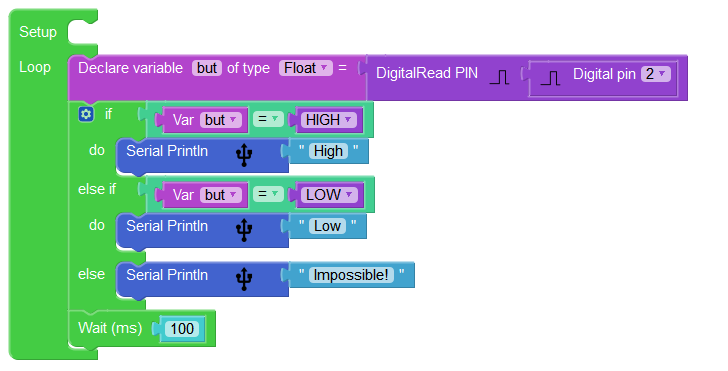 Setup
Loop Declare variable but of type Float = DigitalRead PIN Digital pin 2
if Var but = HIGH
do Serial Println " High "
else if Var but = LOW
do Serial Println " Low "
else Serial Println " Impossible! "
Wait (ms) 100